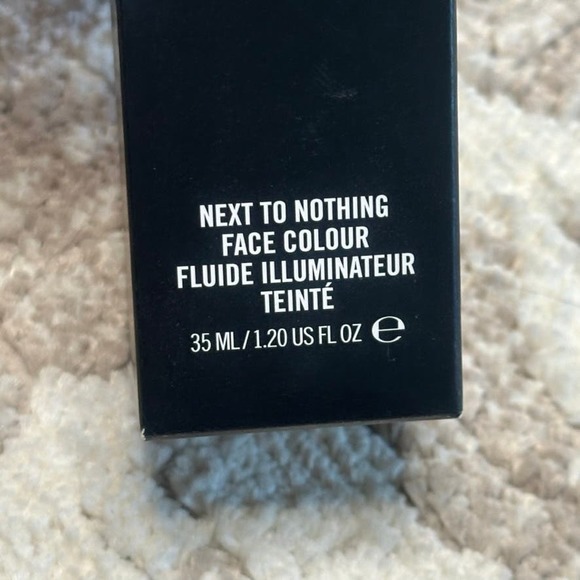 NEXT TO NOTHING
FACE COLOUR
FLUIDE ILLUMINATEUR
TEINTÉ
35 ML/1.20 US FL OZ ℮